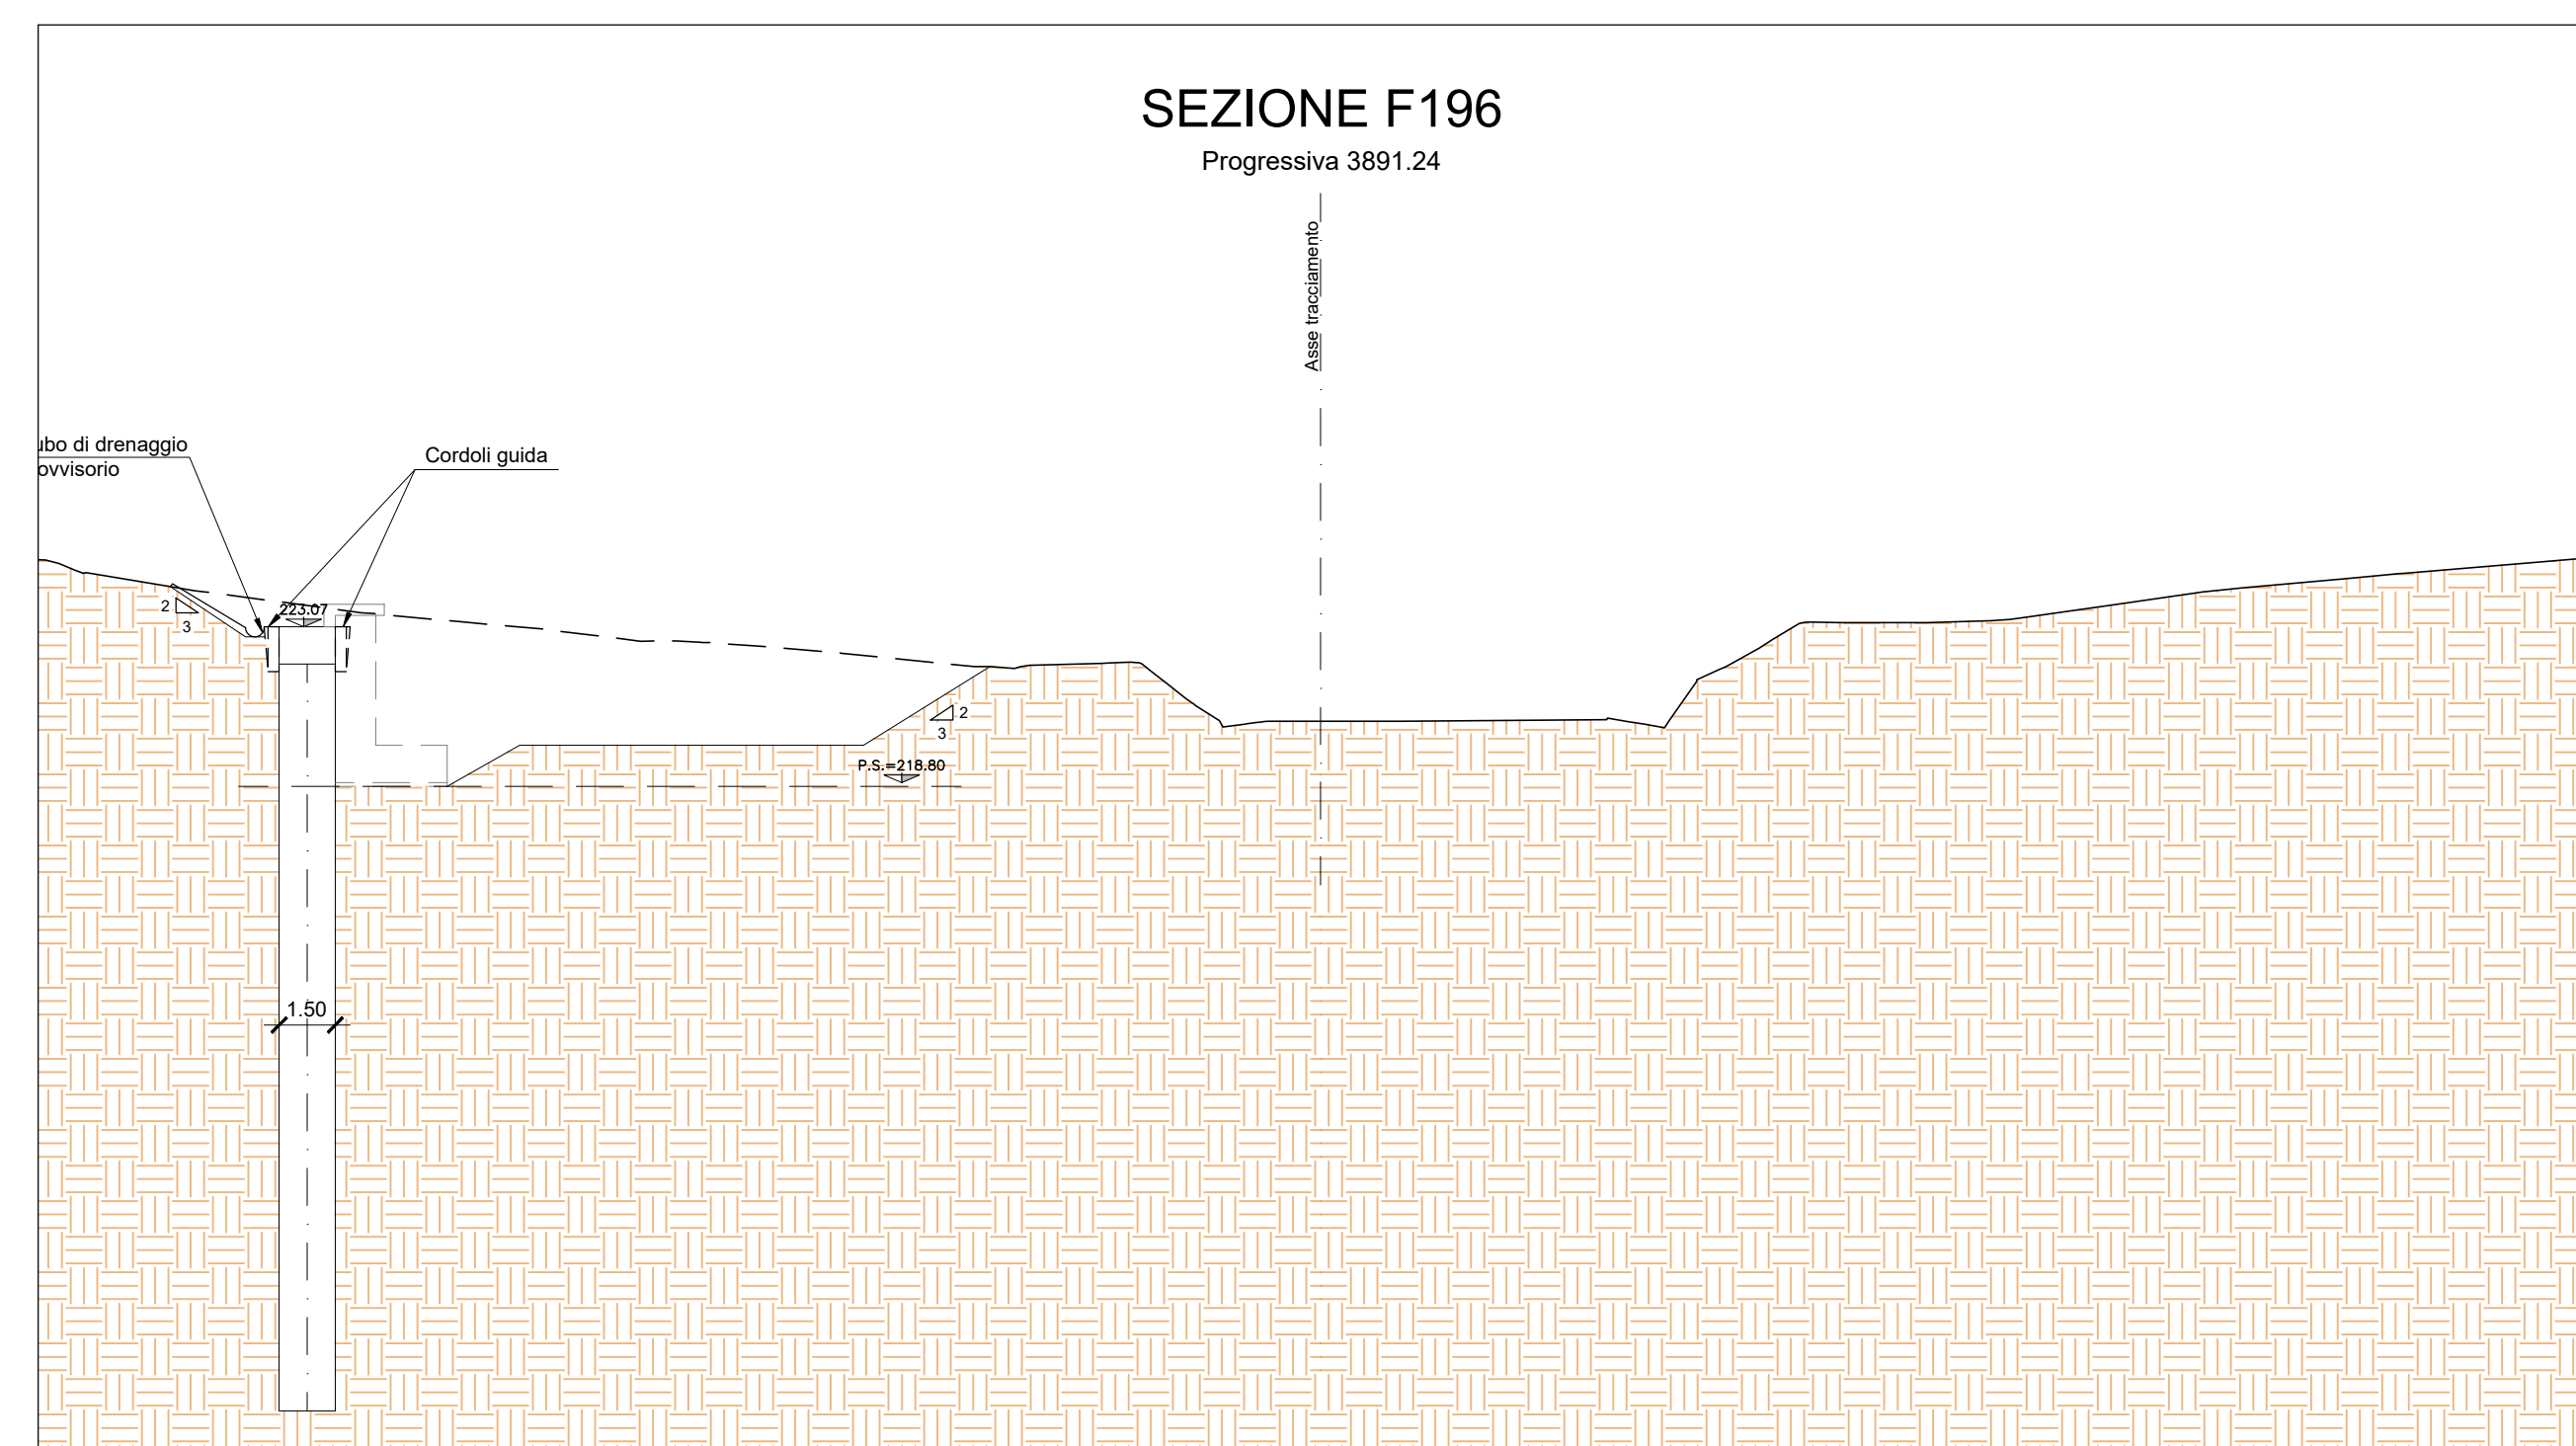 SEZIONE F196
Progressiva 3891.24
Asse tracciamento
ubo di drenaggio
ovvisorio
Cordoli guida
223.07
2
3
2
3
P.S.=218.80
1.50